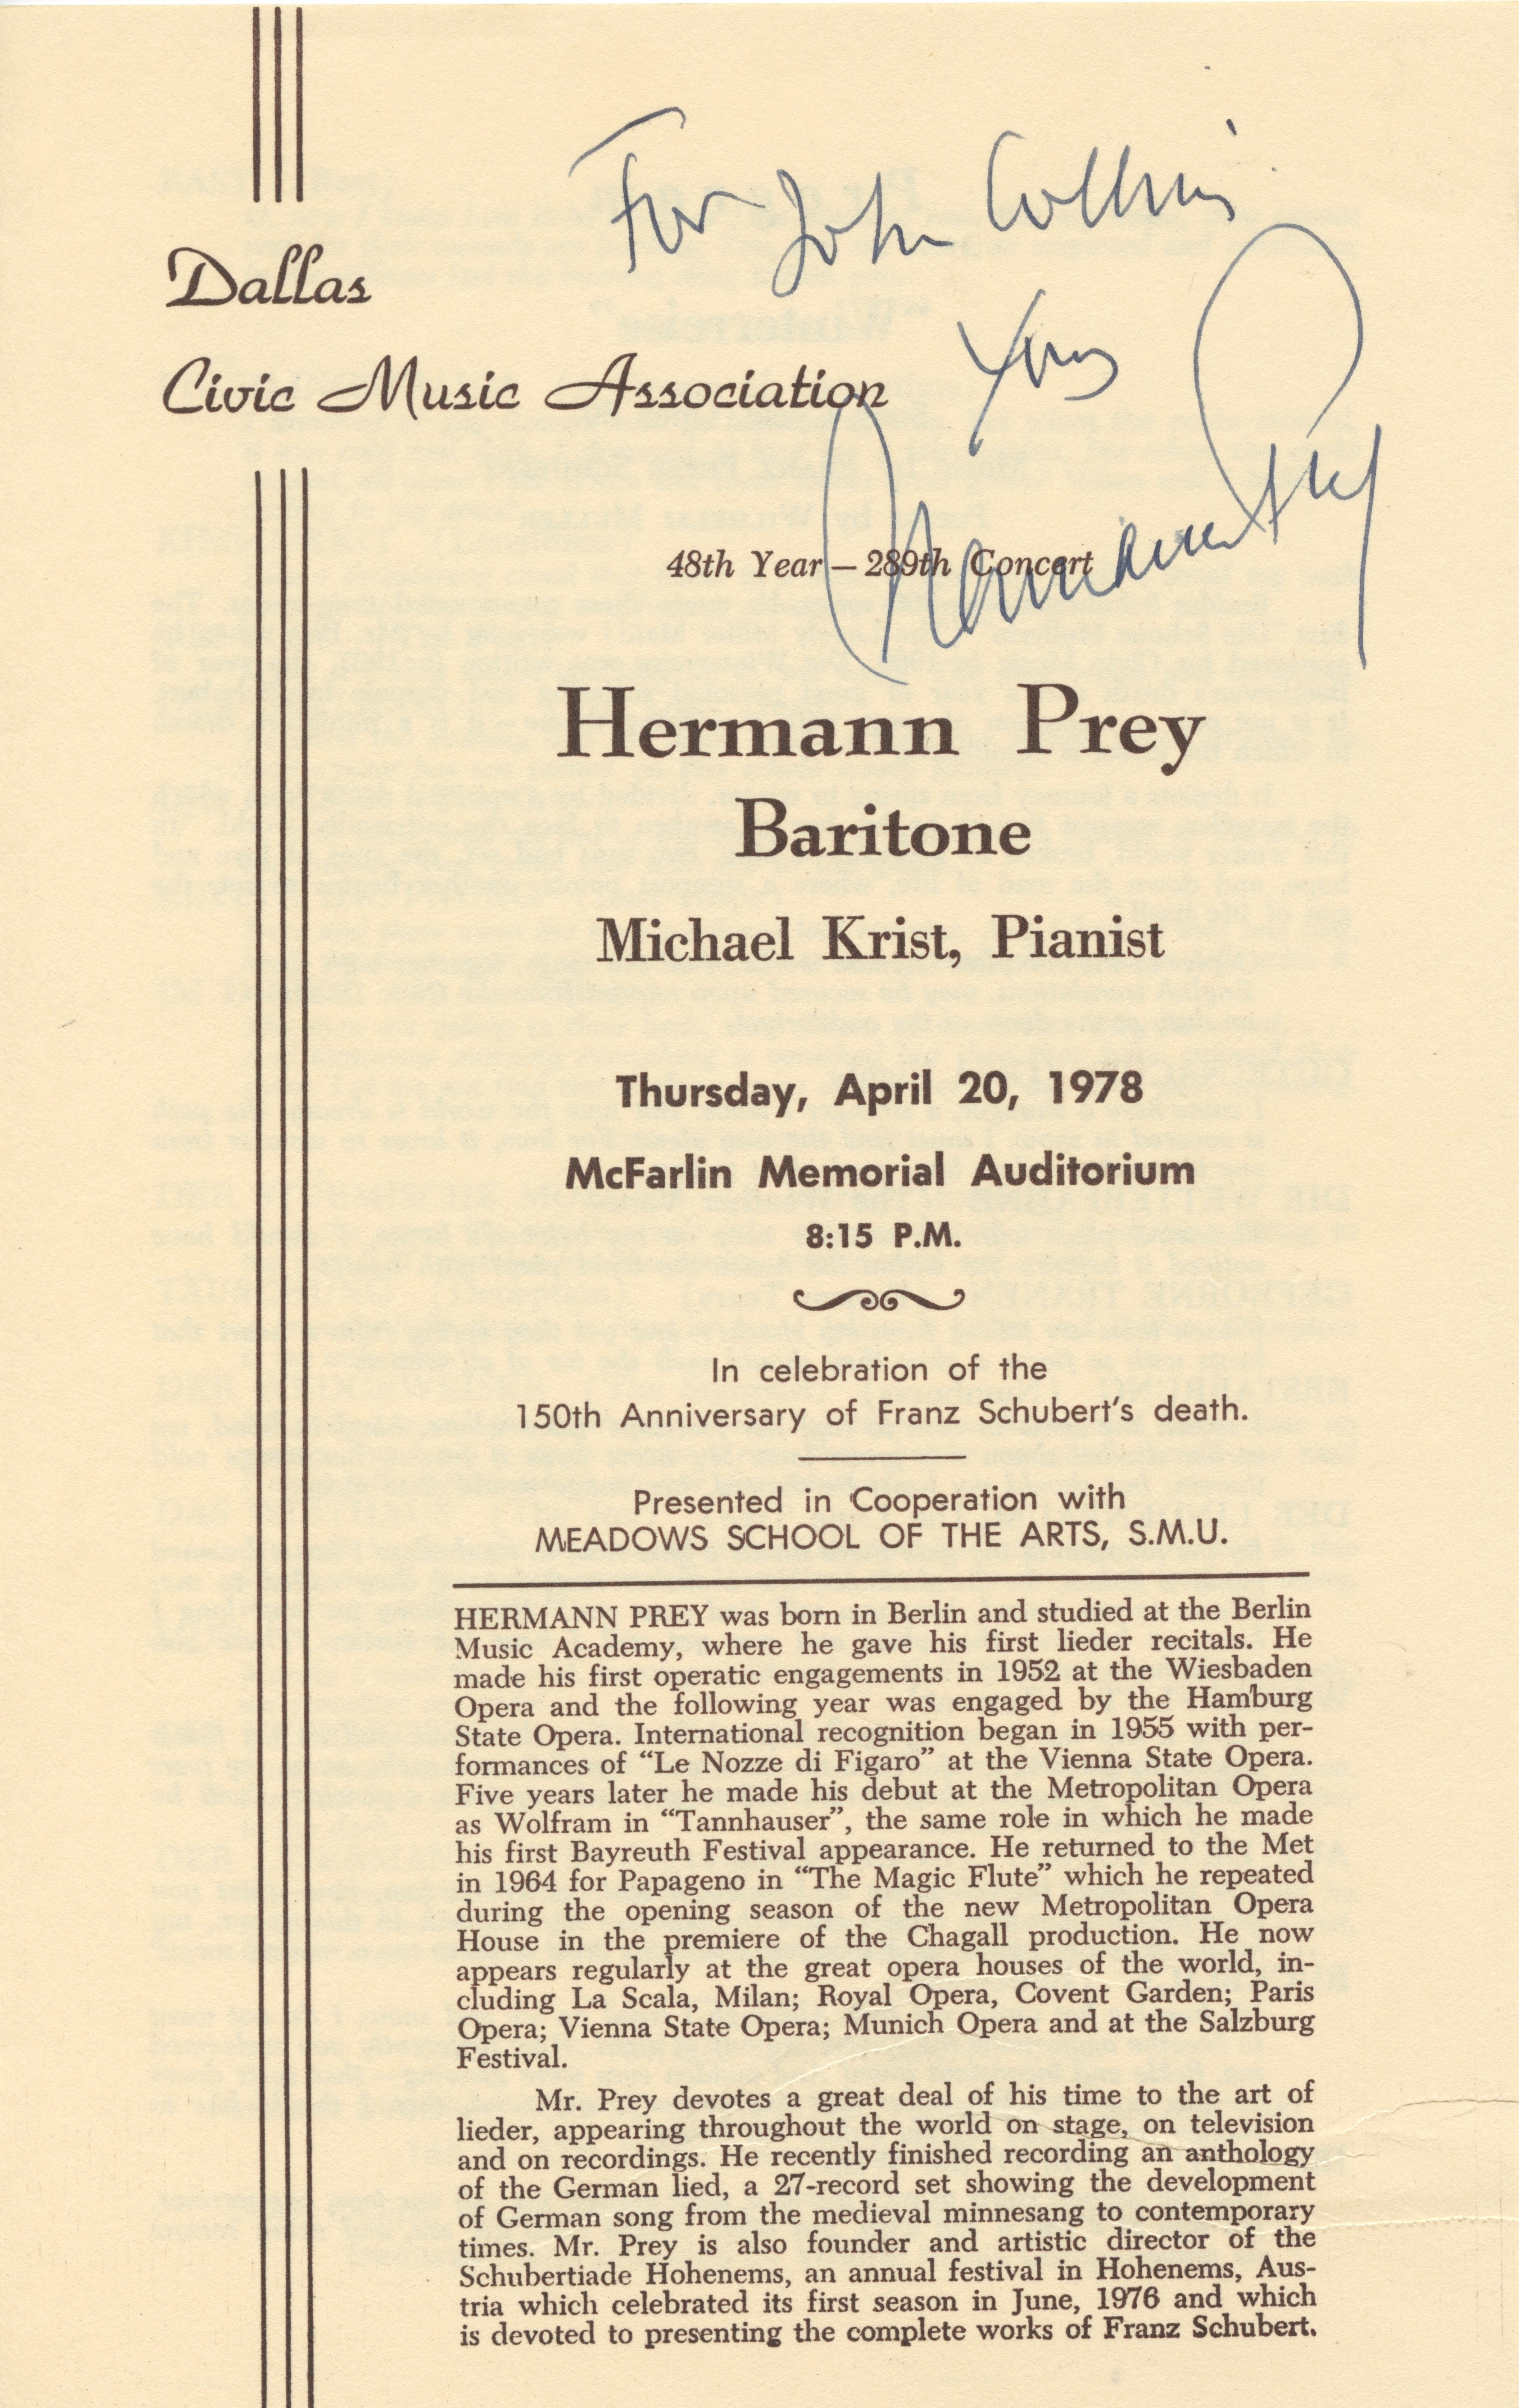 For John Collins
Dallas
Yours
Civic Music Association
Hermann Prey
48th Year — 289th Concert
Hermann Prey
Baritone
Michael Krist, Pianist
Thursday, April 20, 1978
McFarlin Memorial Auditorium
8:15 P.M.
In celebration of the
150th Anniversary of Franz Schubert's death.
Presented in Cooperation with
MEADOWS SCHOOL OF THE ARTS, S.M.U.
HERMANN PREY was born in Berlin and studied at the Berlin
Music Academy, where he gave his first lieder recitals. He
made his first operatic engagements in 1952 at the Wiesbaden
Opera and the following year was engaged by the Hamburg
State Opera. International recognition began in 1955 with per-
formances of “Le Nozze di Figaro” at the Vienna State Opera.
Five years later he made his debut at the Metropolitan Opera
as Wolfram in “Tannhauser”, the same role in which he made
his first Bayreuth Festival appearance. He returned to the Met
in 1964 for Papageno in “The Magic Flute” which he repeated
during the opening season of the new Metropolitan Opera
House in the premiere of the Chagall production. He now
appears regularly at the great opera houses of the world, in-
cluding La Scala, Milan; Royal Opera, Covent Garden; Paris
Opera; Vienna State Opera; Munich Opera and at the Salzburg
Festival.
Mr. Prey devotes a great deal of his time to the art of
lieder, appearing throughout the world on stage, on television
and on recordings. He recently finished recording an anthology
of the German lied, a 27-record set showing the development
of German song from the medieval minnesang to contemporary
times. Mr. Prey is also founder and artistic director of the
Schubertiade Hohenems, an annual festival in Hohenems, Aus-
tria which celebrated its first season in June, 1976 and which
is devoted to presenting the complete works of Franz Schubert.